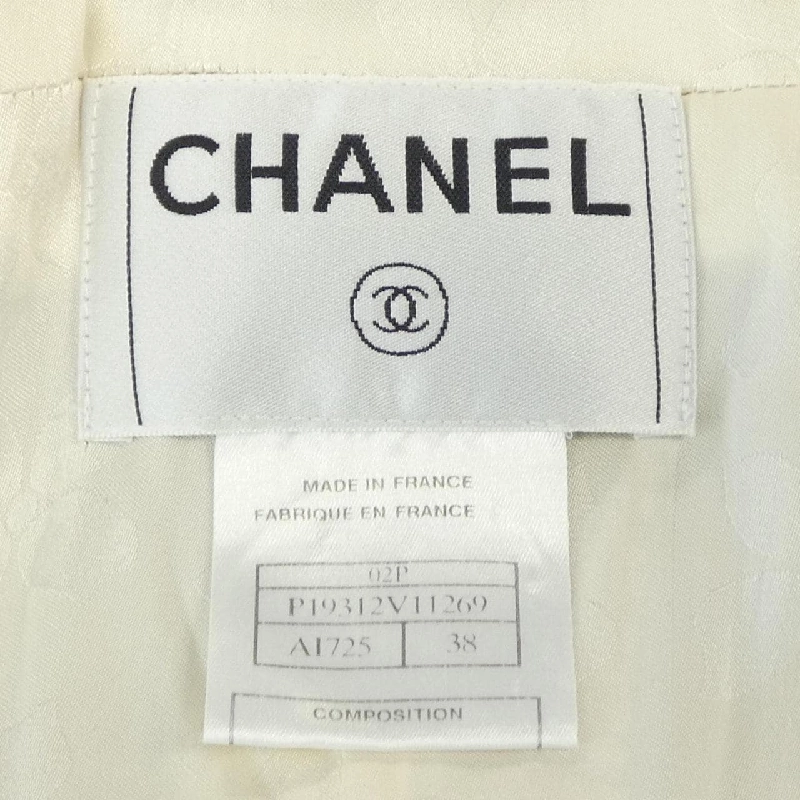 CHANEL
MADE IN FRANCE
FABRIQUE EN FRANCE
02P
P19312V11269
A1725 38
COMPOSITION